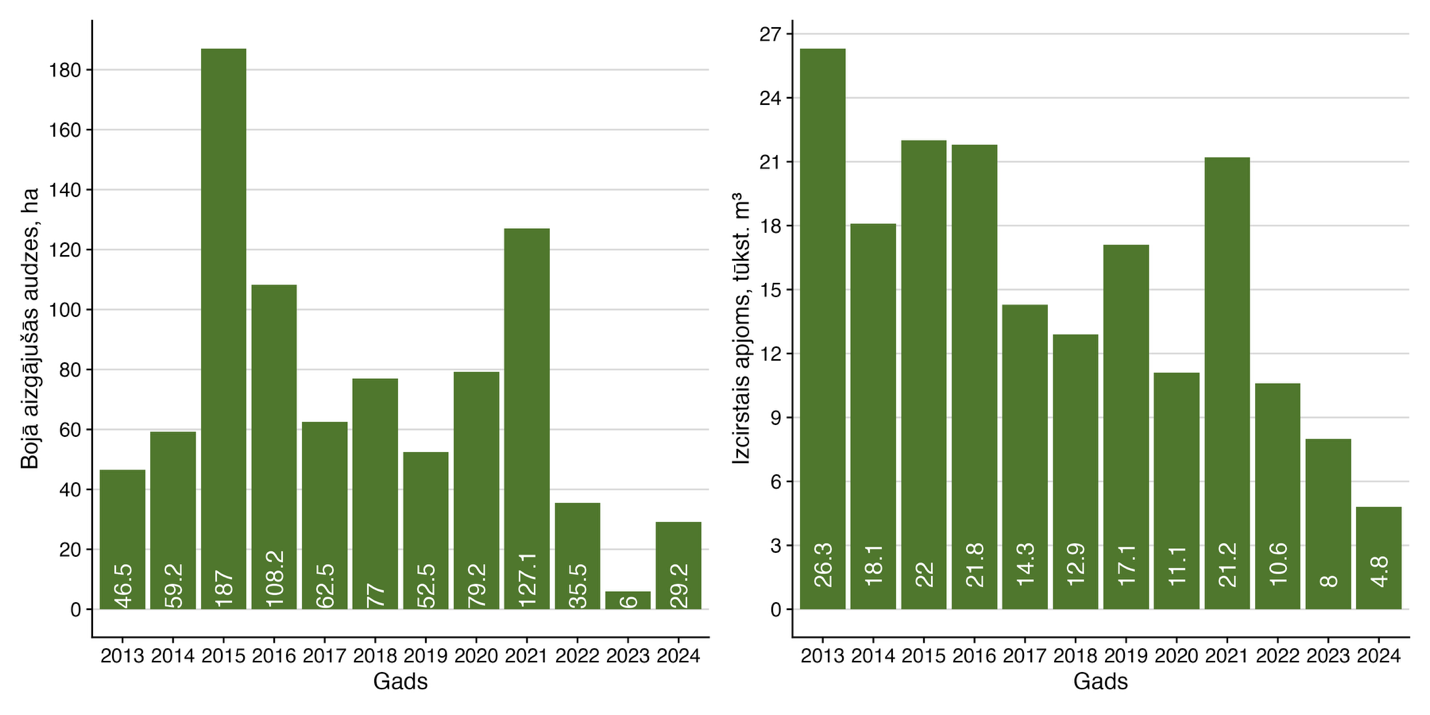 Bojā aizgājušās audzes, ha
180
160
140
120
100
80
60
40
20
0
46.5 59.2 187 108.2 62.5 77 52.5 79.2 127.1 35.5 6 29.2
2013 2014 2015 2016 2017 2018 2019 2020 2021 2022 2023 2024
Gads
Izcirstais apjoms, tūkst. m³
27
24
21
18
15
12
9
6
3
0
26.3 18.1 22 21.8 14.3 12.9 17.1 11.1 21.2 10.6 8 4.8
2013 2014 2015 2016 2017 2018 2019 2020 2021 2022 2023 2024
Gads